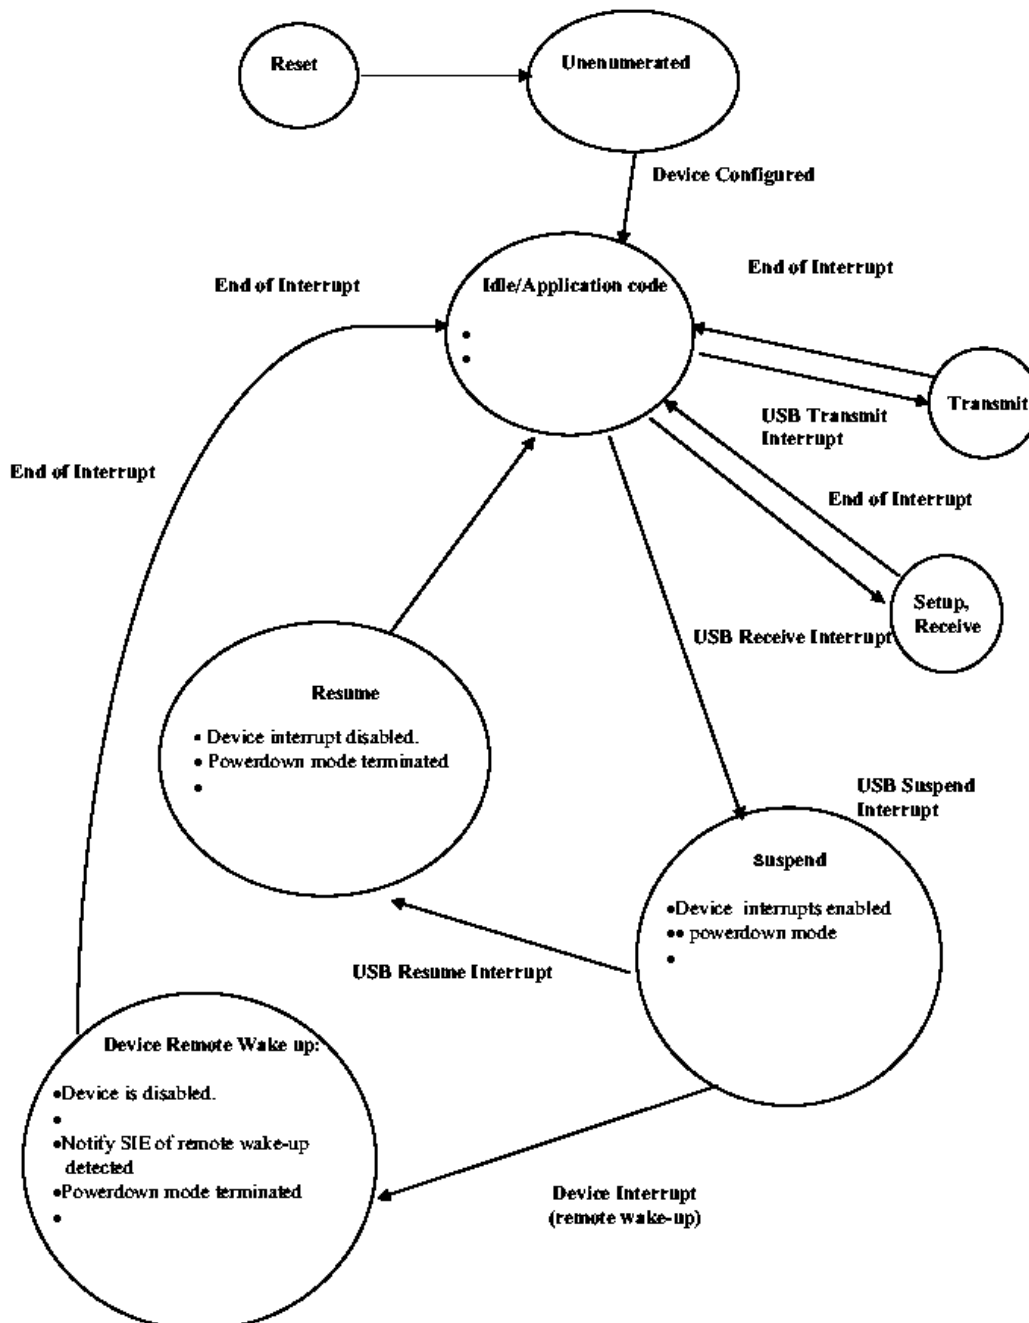 Reset
Unenumerated
Device Configured
End of Interrupt
Idle/Application code
•
•
End of Interrupt
Transmit
USB Transmit
Interrupt
End of Interrupt
End of Interrupt
Setup,
Receive
USB Receive Interrupt
Resume
• Device interrupt disabled.
• Powerdown mode terminated
•
USB Suspend
Interrupt
Suspend
•Device interrupts enabled
•• powerdown mode
•
USB Resume Interrupt
Device Remote Wake up:
•Device is disabled.
•
•Notify SIE of remote wake-up
detected
•Powerdown mode terminated
•
Device Interrupt
(remote wake-up)